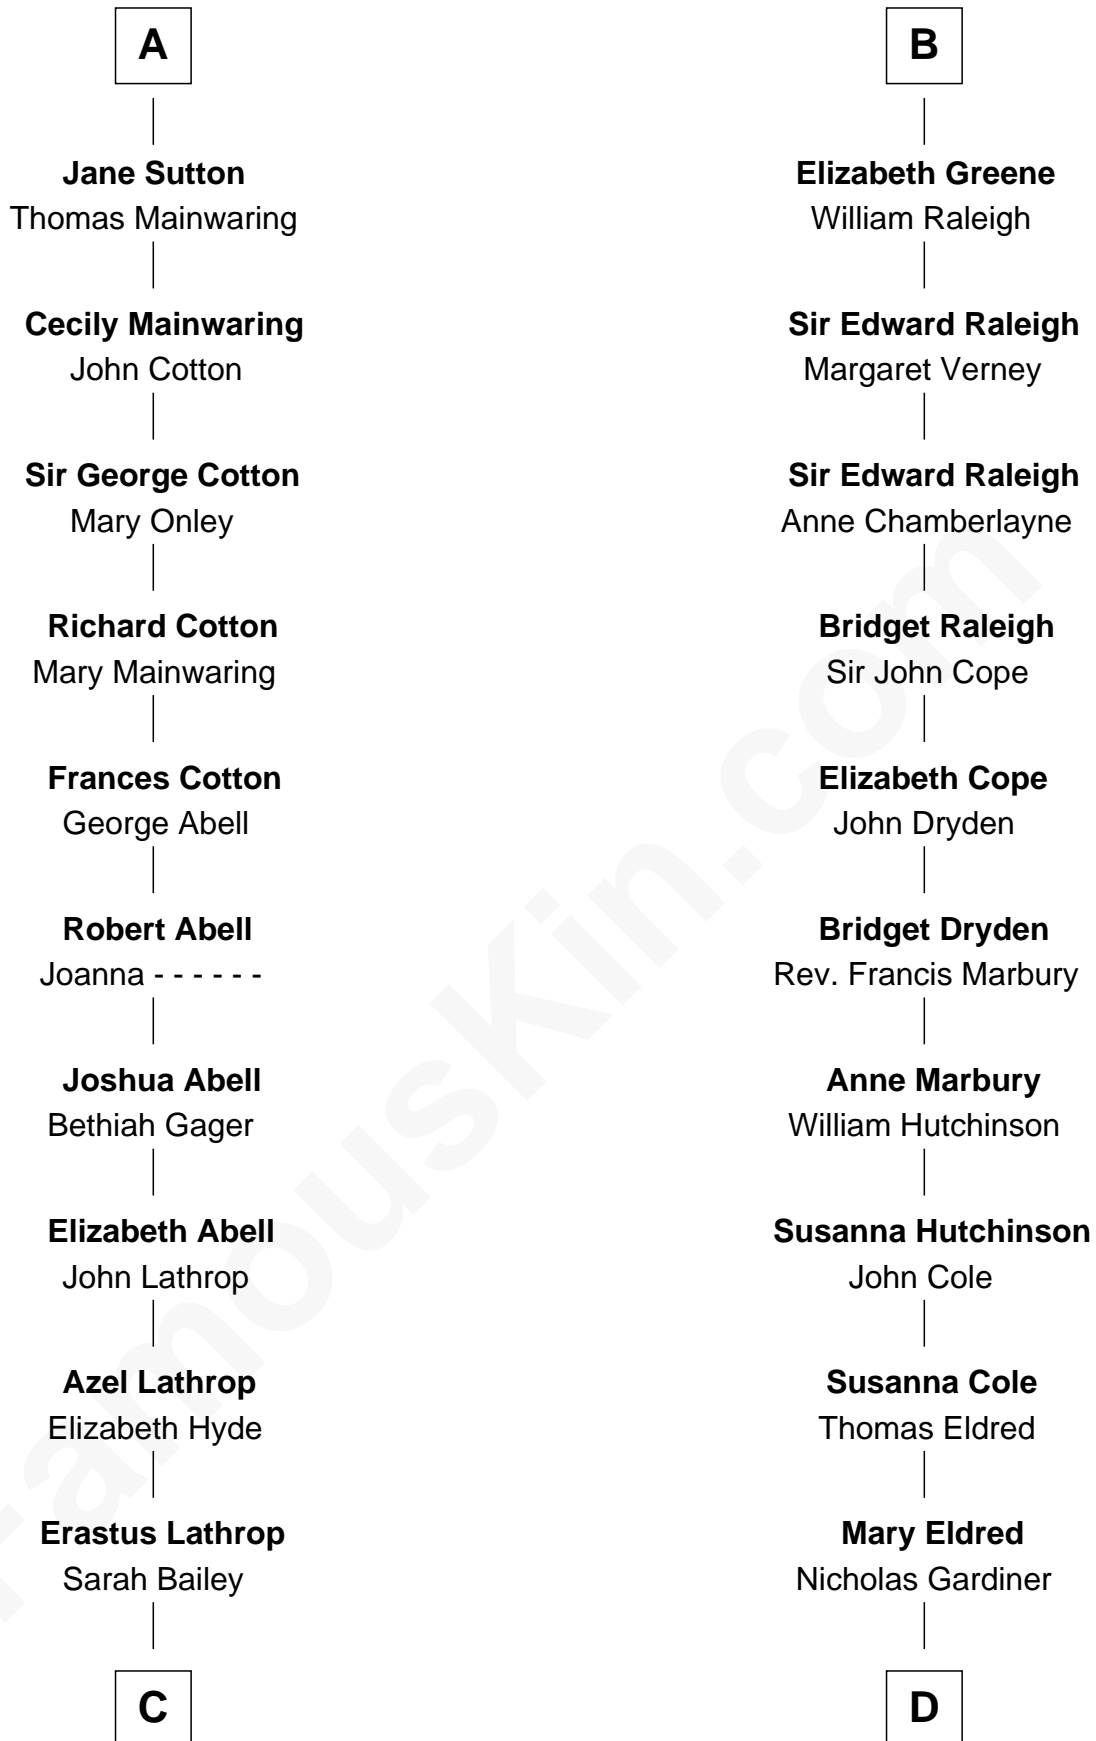 A
Jane Sutton
Thomas Mainwaring
Cecily Mainwaring
John Cotton
Sir George Cotton
Mary Onley
Richard Cotton
Mary Mainwaring
Frances Cotton
George Abell
Robert Abell
Joanna - - - - - -
Joshua Abell
Bethiah Gager
Elizabeth Abell
John Lathrop
Azel Lathrop
Elizabeth Hyde
Erastus Lathrop
Sarah Bailey
C
B
Elizabeth Greene
William Raleigh
Sir Edward Raleigh
Margaret Verney
Sir Edward Raleigh
Anne Chamberlayne
Bridget Raleigh
Sir John Cope
Elizabeth Cope
John Dryden
Bridget Dryden
Rev. Francis Marbury
Anne Marbury
William Hutchinson
Susanna Hutchinson
John Cole
Susanna Cole
Thomas Eldred
Mary Eldred
Nicholas Gardiner
D
FamousKin.com